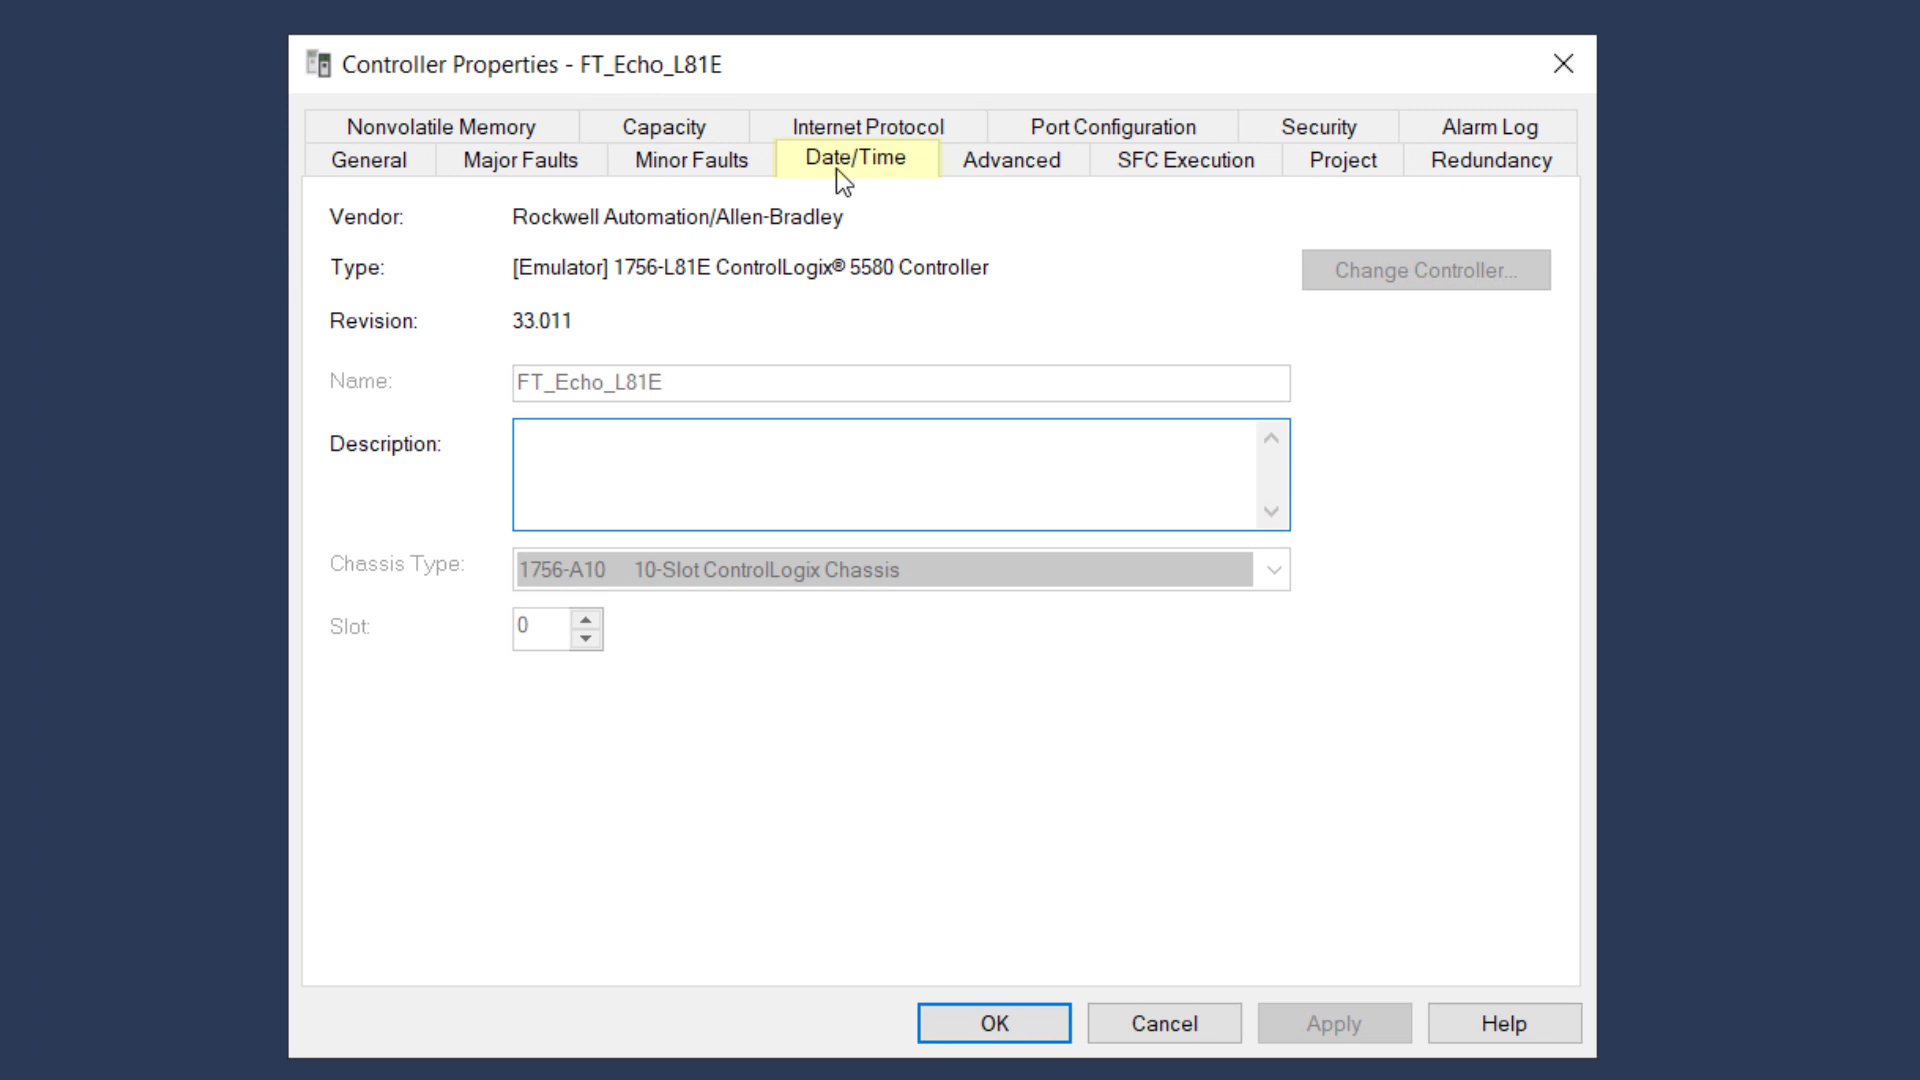 Controller Properties - FT_Echo_L81E
Nonvolatile Memory Capacity Internet Protocol Port Configuration Security Alarm Log
General Major Faults Minor Faults Date/Time Advanced SFC Execution Project Redundancy
Vendor: Rockwell Automation/Allen-Bradley
Type: [Emulator] 1756-L81E ControlLogix® 5580 Controller Change Controller...
Revision: 33.011
Name: FT_Echo_L81E
Description:
Chassis Type: 1756-A10 10-Slot ControlLogix Chassis
Slot: 0
OK Cancel Apply Help